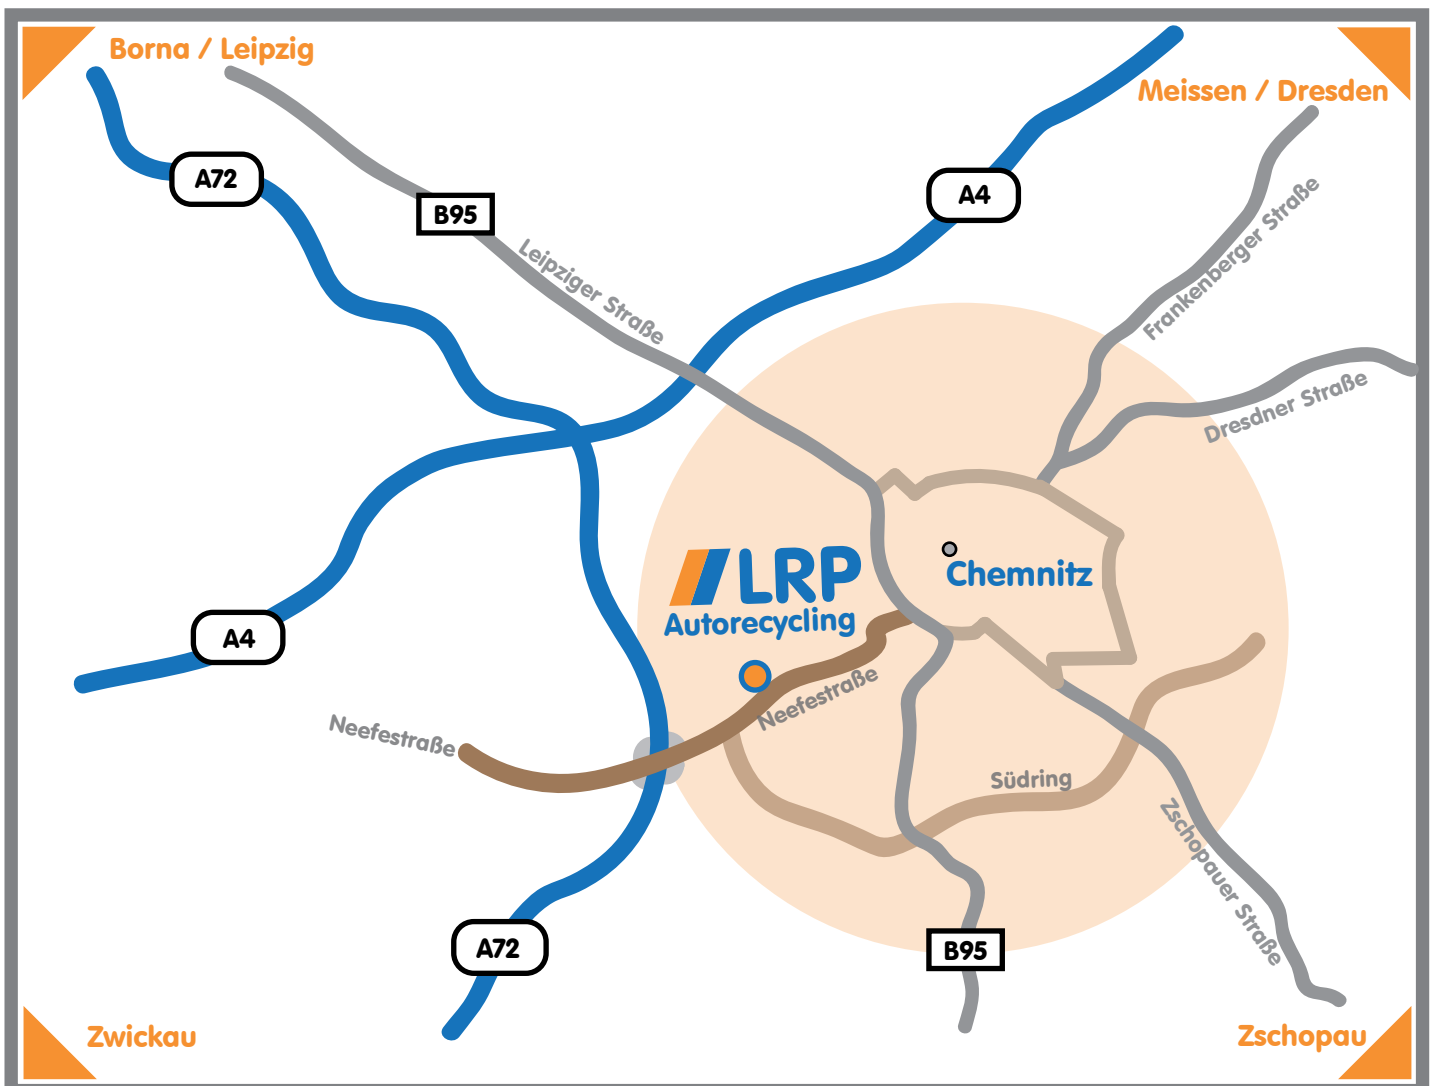 Borna / Leipzig
Meissen / Dresden
A72
B95
A4
Leipziger Straße
Frankenberger Straße
Dresdner Straße
LRP
Autorecycling
Chemnitz
A4
Neefestraße
Neefestraße
Südring
Zschopauer Straße
A72
B95
Zwickau
Zschopau